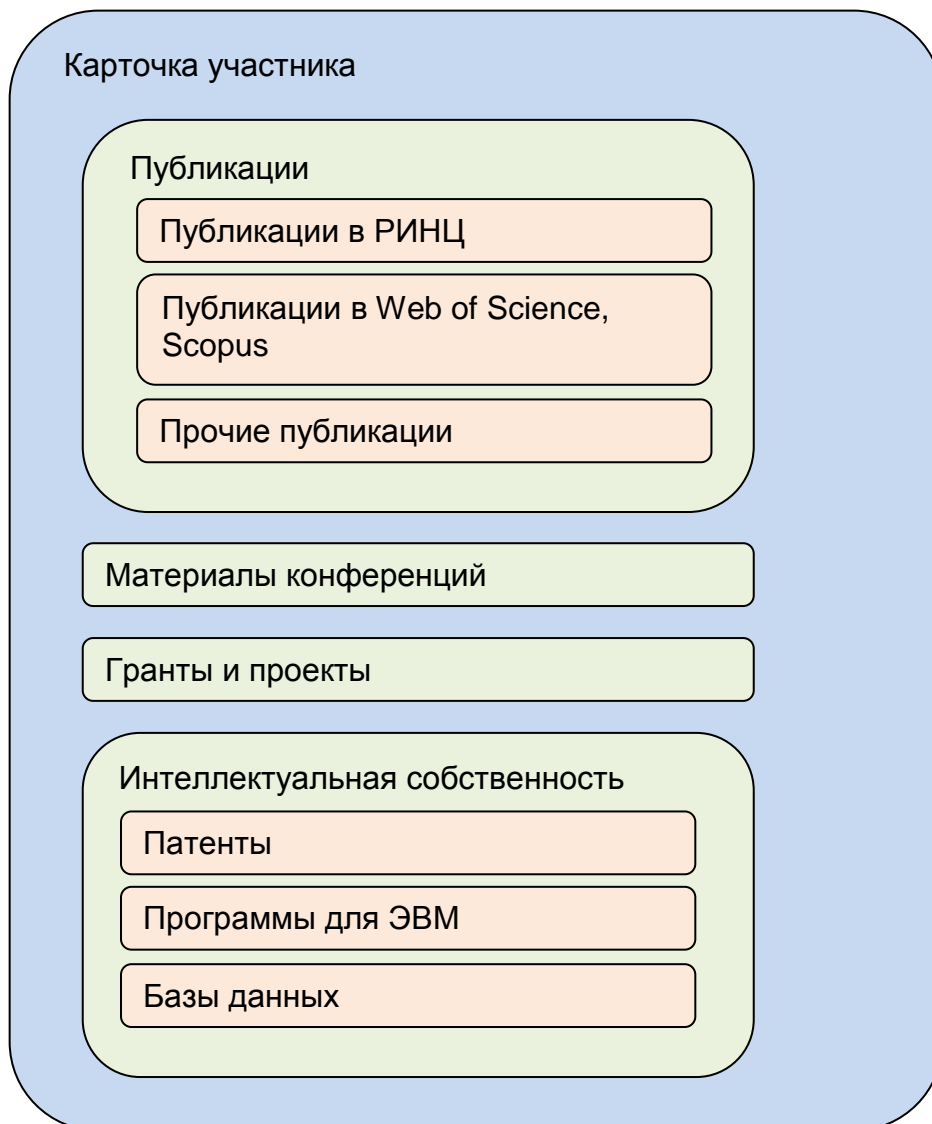 Карточка участника
Публикации
Публикации в РИНЦ
Публикации в Web of Science,
Scopus
Прочие публикации
Материалы конференций
Гранты и проекты
Интеллектуальная собственность
Патенты
Программы для ЭВМ
Базы данных